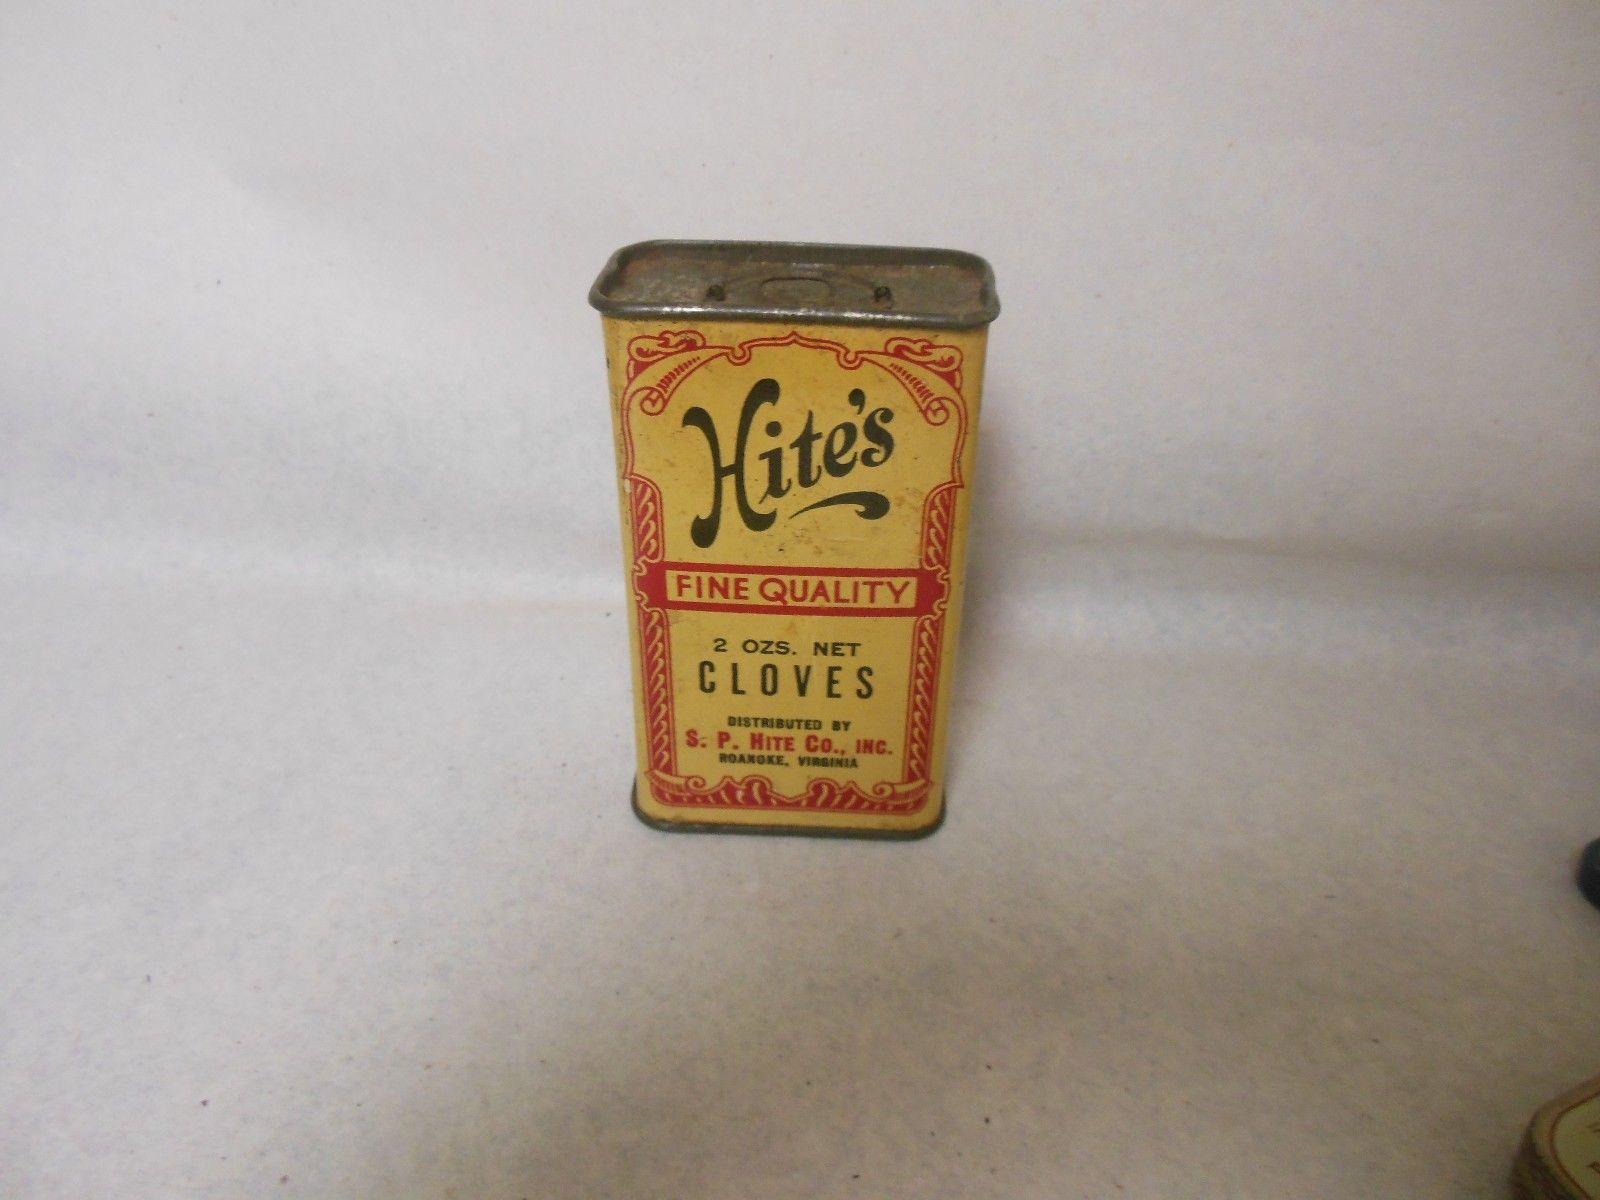 Hite's
FINE QUALITY
2 OZS. NET
CLOVES
DISTRIBUTED BY
S. P. HITE CO., INC.
ROANOKE, VIRGINIA